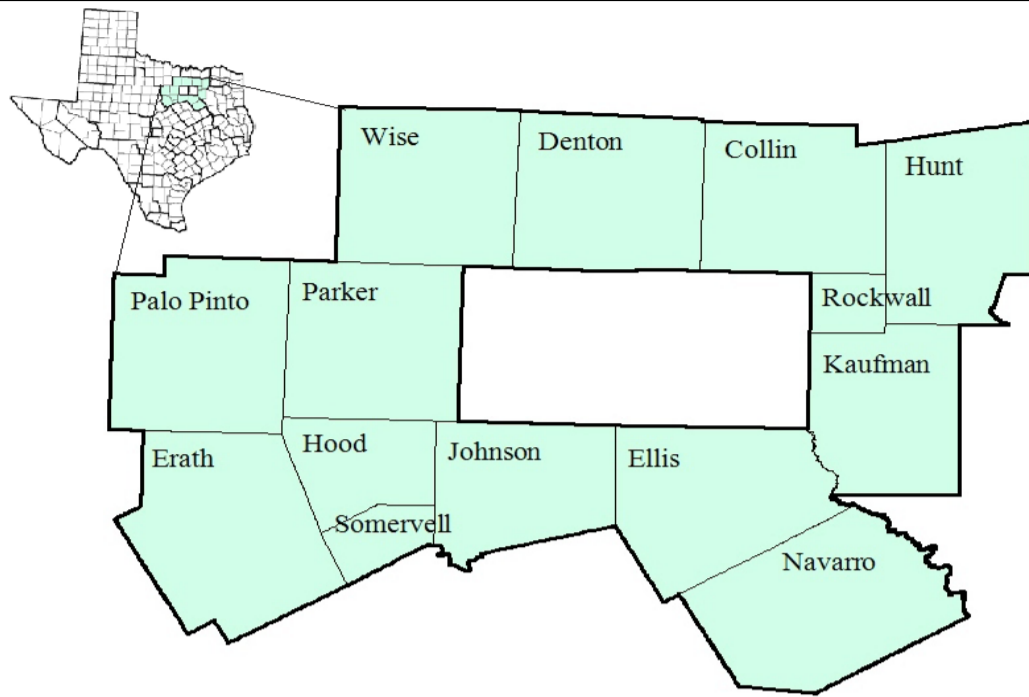 Wise
Denton
Collin
Hunt
Palo Pinto
Parker
Rockwall
Kaufman
Erath
Hood
Johnson
Ellis
Somervell
Navarro